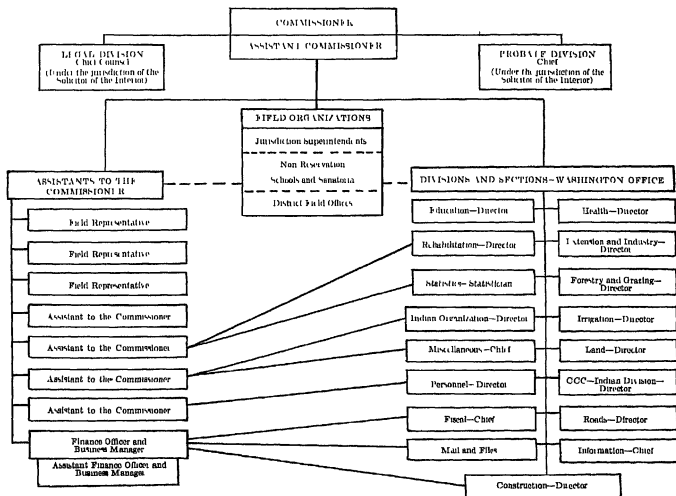 COMMISSIONER
ASSISTANT COMMISSIONER
LEGAL DIVISION
Chief Counsel
(Under the jurisdiction of the
Solicitor of the Interior)
PROBATE DIVISION
Chief
(Under the jurisdiction of the
Solicitor of the Interior)
FIELD ORGANIZATIONS
Jurisdiction Superintendents
Non Reservation
Schools and Sanatoria
District Field Offices
ASSISTANTS TO THE
COMMISSIONER
Field Representative
Field Representative
Field Representative
Assistant to the Commissioner
Assistant to the Commissioner
Assistant to the Commissioner
Assistant to the Commissioner
Finance Officer and
Business Manager
Assistant Finance Officer and
Business Manager
DIVISIONS AND SECTIONS—WASHINGTON OFFICE
Education—Director
Health—Director
Rehabilitation—Director
Extension and Industry—
Director
Statistics—Statistician
Forestry and Grazing—
Director
Indian Organization—Director
Irrigation—Director
Miscellaneous—Chief
Land—Director
Personnel—Director
CCC—Indian Division—
Director
Fiscal—Chief
Roads—Director
Mail and Files
Information—Chief
Construction—Director